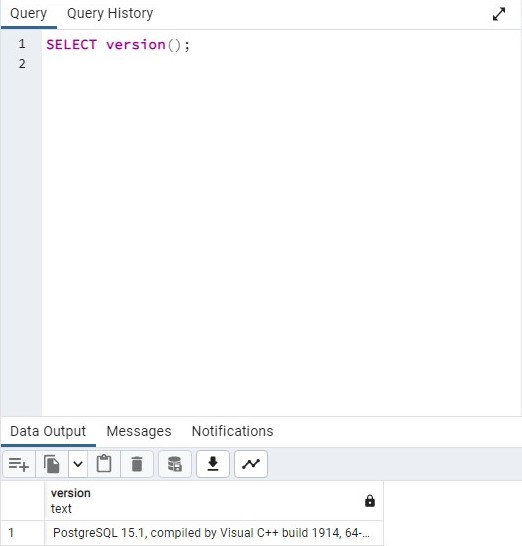 Query Query History
1 SELECT version();
2
Data Output Messages Notifications
version
text
1 PostgreSQL 15.1, compiled by Visual C++ build 1914, 64-...